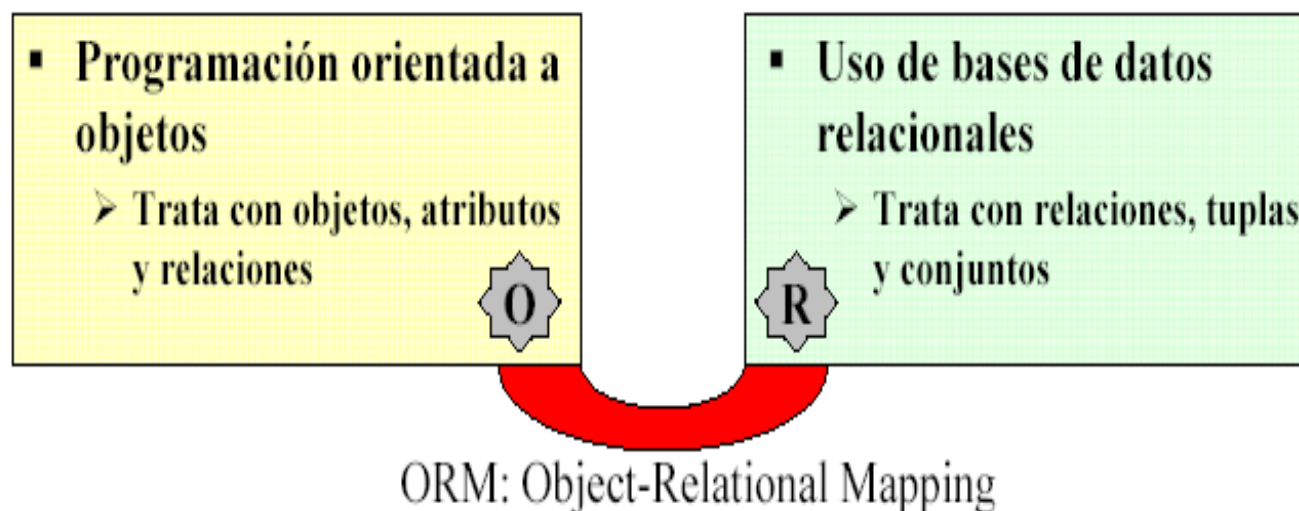 ▪ Programación orientada a
objetos
➢ Trata con objetos, atributos
y relaciones
O
▪ Uso de bases de datos
relacionales
➢ Trata con relaciones, tuplas
y conjuntos
R
ORM: Object-Relational Mapping